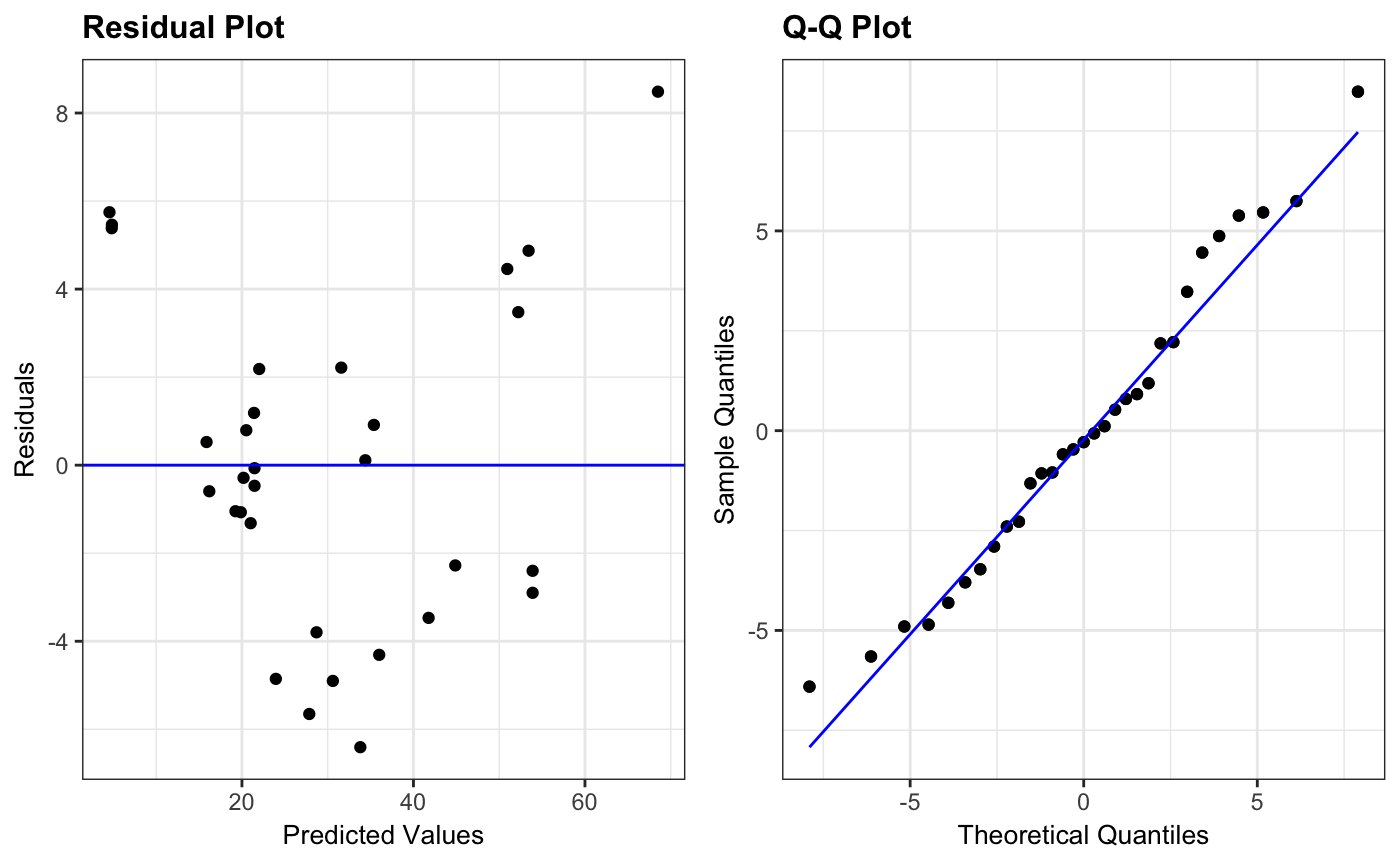 Residual Plot
8
4
0
-4
Residuals
20
40
60
Predicted Values
Q-Q Plot
5
0
-5
Sample Quantiles
-5
0
5
Theoretical Quantiles